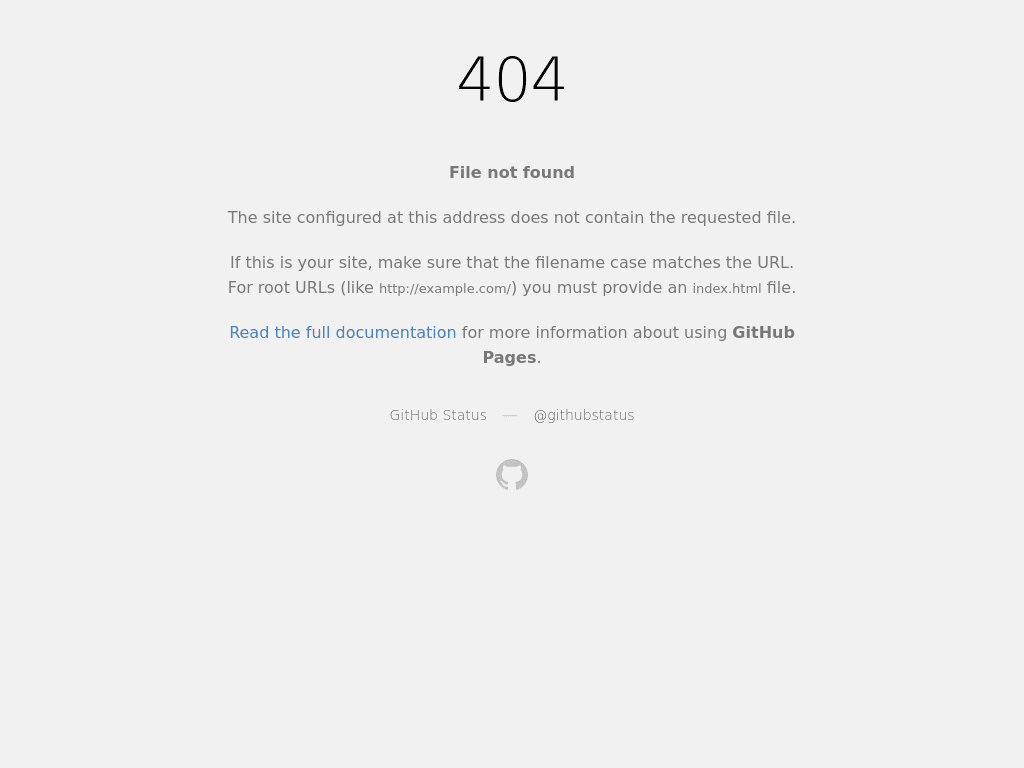 404
File not found
The site configured at this address does not contain the requested file.
If this is your site, make sure that the filename case matches the URL.
For root URLs (like http://example.com/) you must provide an index.html file.
Read the full documentation for more information about using GitHub
Pages.
GitHub Status — @githubstatus